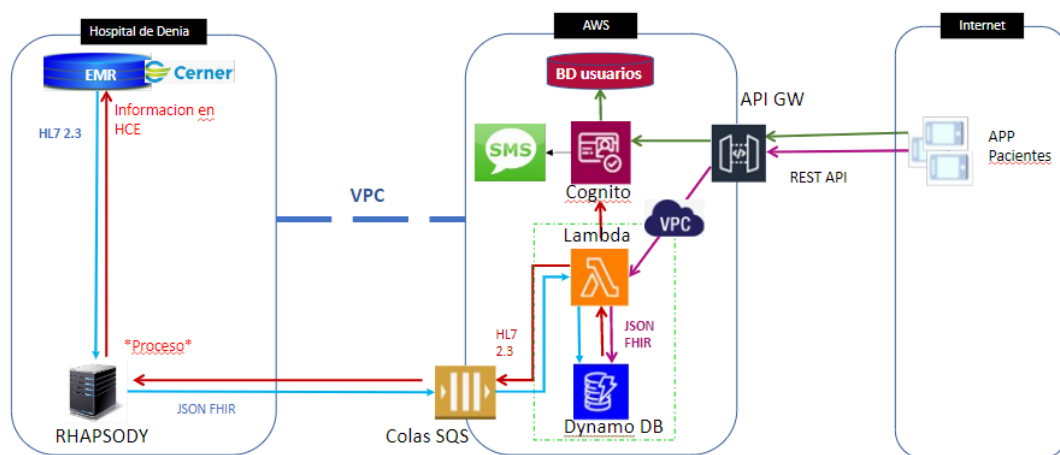 Hospital de Denia
AWS
Internet
EMR
Cerner
BD usuarios
API GW
Informacion en
HCE
HL7 2.3
SMS
APP
Pacientes
REST API
Cognito
VPC
VPC
Lambda
*Proceso*
HL7
2.3
JSON
FHIR
JSON FHIR
RHAPSODY
Colas SQS
Dynamo DB